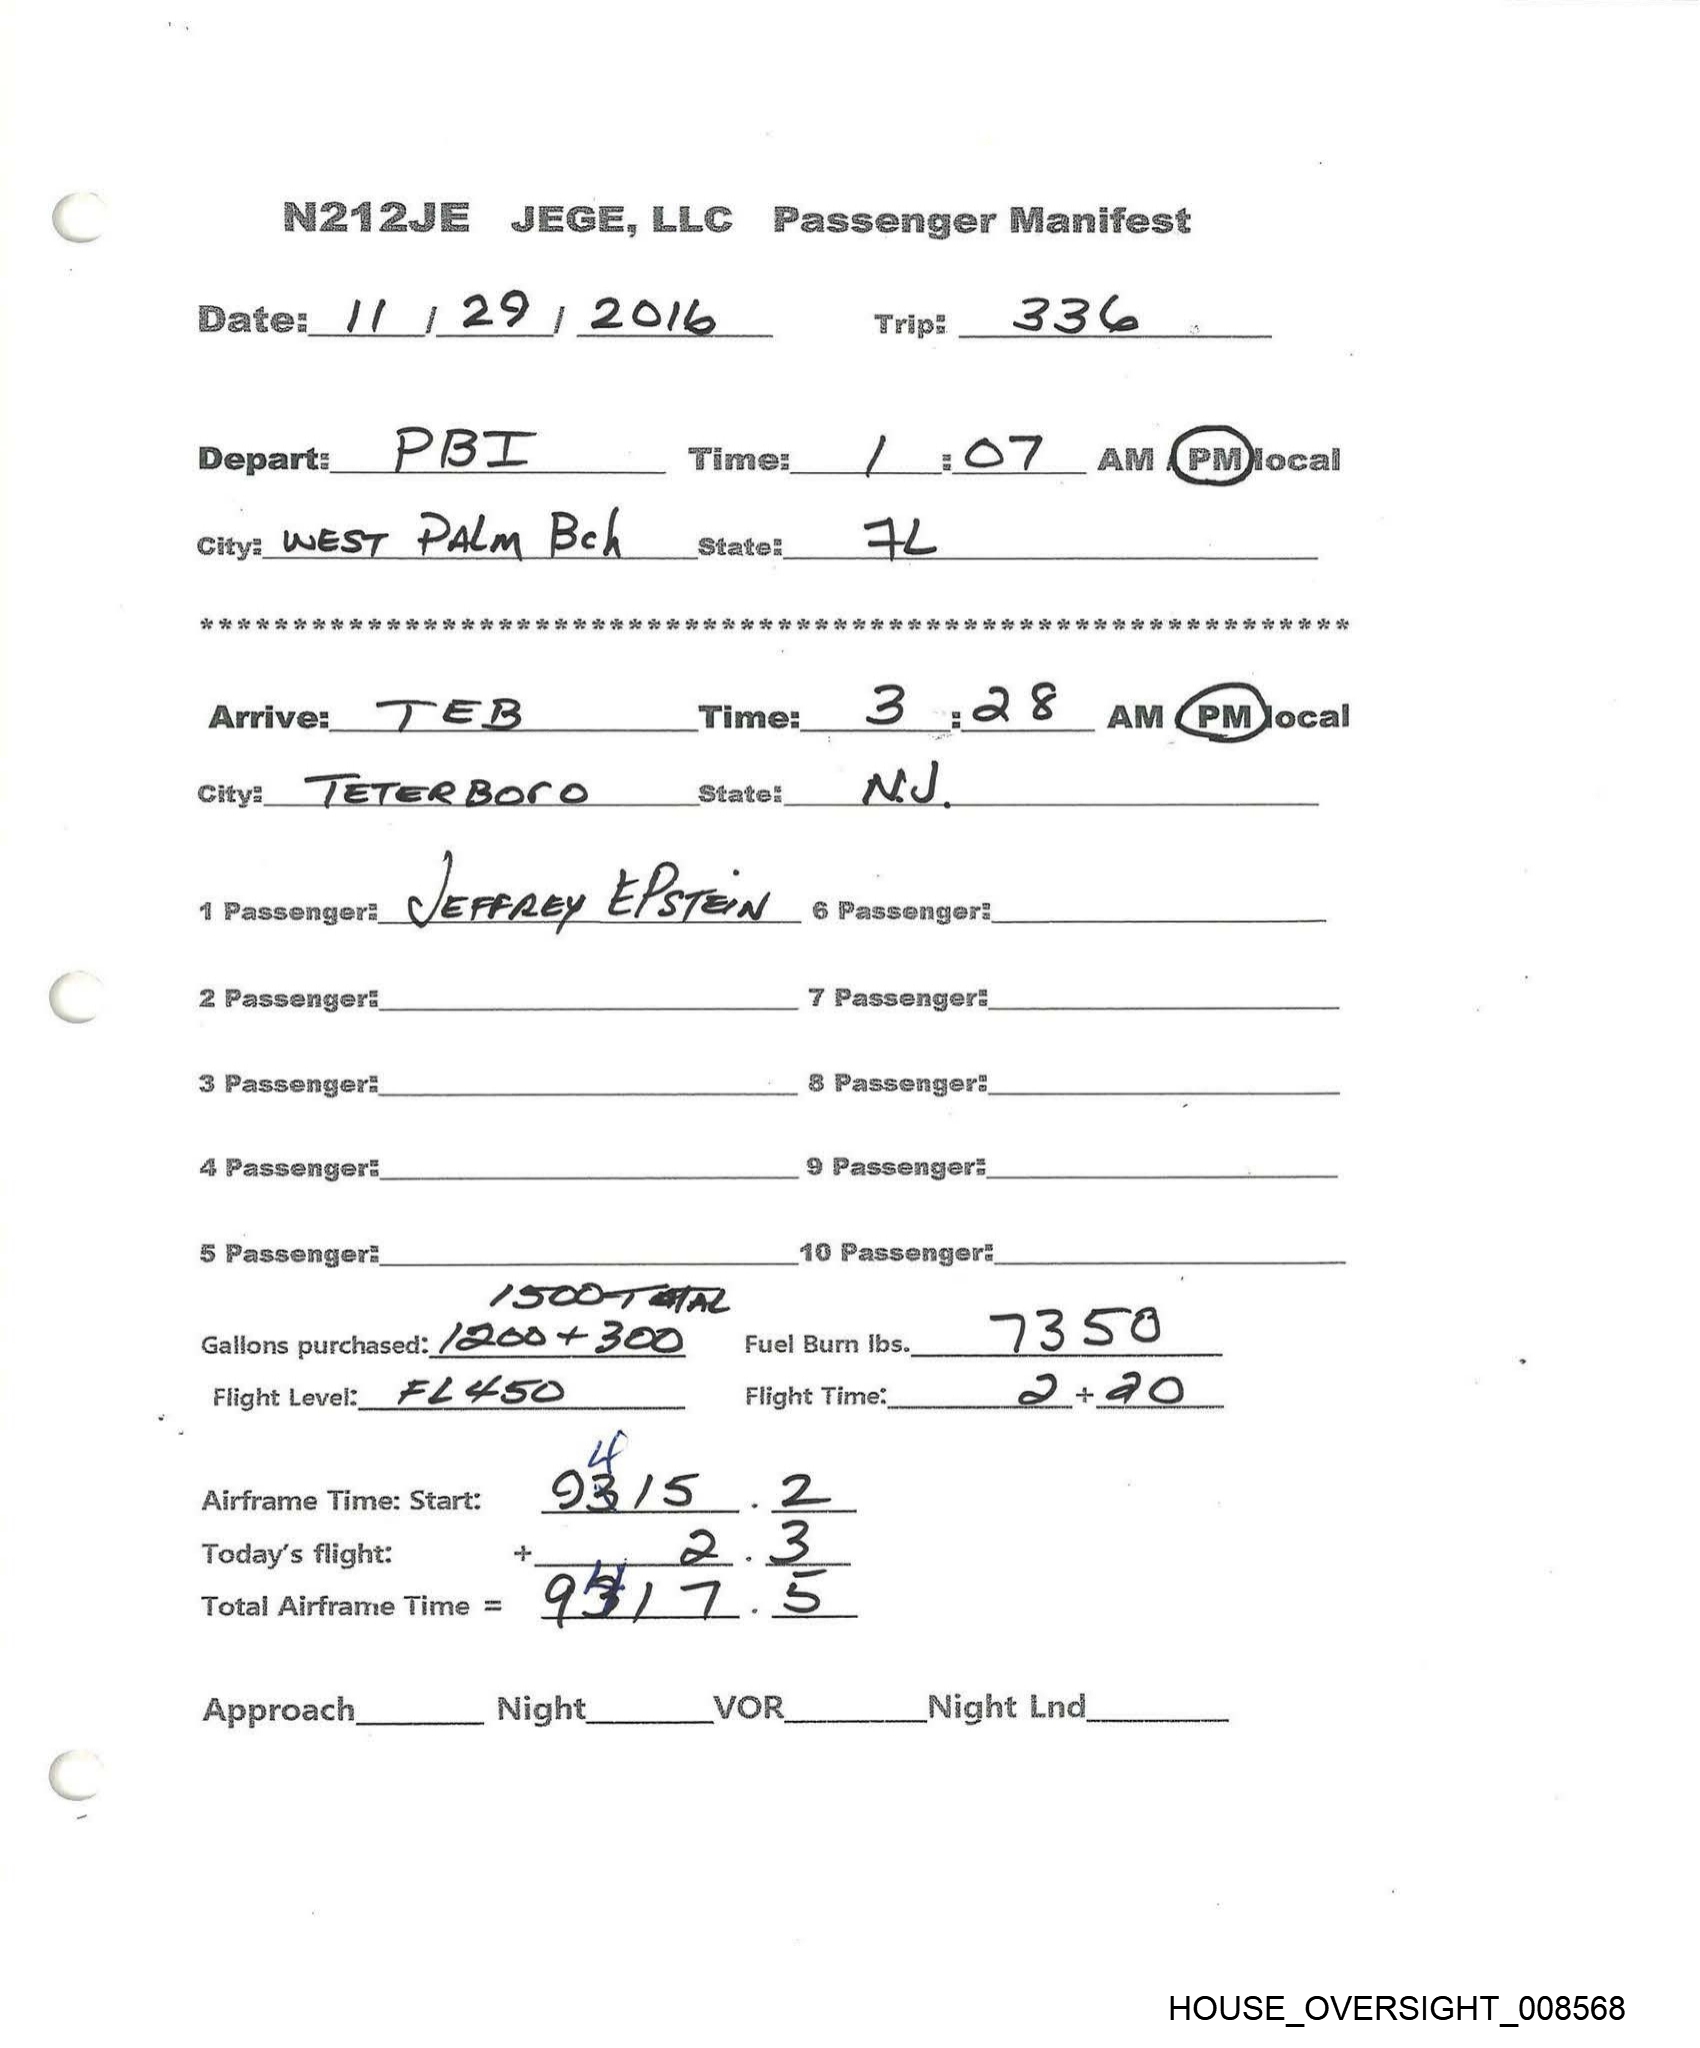 N212JE JEGE, LLC Passenger Manifest
Date: 11 / 29 / 2016 Trip: 336
Depart: PBI Time: 1 : 07 AM / PM local
City: WEST PALM Bch State: FL
**************************************************************
Arrive: TEB Time: 3 : 28 AM / PM local
City: TETERBORO State: N.J.
1 Passenger: JEFFREY EPSTEIN 6 Passenger:
2 Passenger: 7 Passenger:
3 Passenger: 8 Passenger:
4 Passenger: 9 Passenger:
5 Passenger: 10 Passenger:
1500 TOTAL
Gallons purchased: 1200 + 300 Fuel Burn lbs. 7350
Flight Level: FL450 Flight Time: 2 + 20
4
Airframe Time: Start: 9315 . 2
Today's flight: + 2 . 3
Total Airframe Time = 9417 . 5
Approach Night VOR Night Lnd
HOUSE_OVERSIGHT_008568